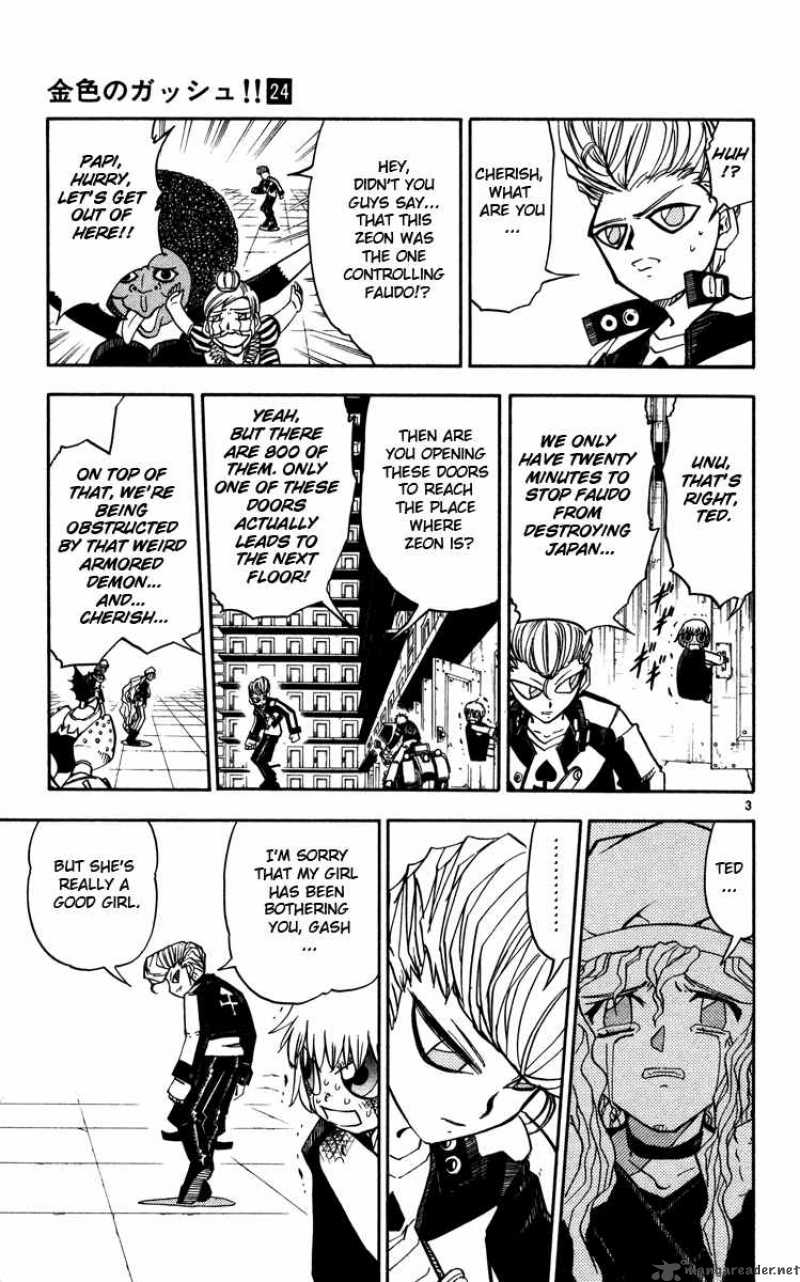 金色のガッシュ!! 24
HUH
!?
CHERISH,
WHAT
ARE YOU
...
HEY,
DIDN'T YOU
GUYS SAY...
THAT THIS
ZEON WAS
THE ONE
CONTROLLING
FAUDO!?
PAPI,
HURRY,
LET'S GET
OUT OF
HERE!!
UNU,
THAT'S
RIGHT,
TED.
WE ONLY
HAVE TWENTY
MINUTES TO
STOP FAUDO
FROM
DESTROYING
JAPAN...
ギギギ
ギギ
THEN ARE
YOU OPENING
THESE DOORS
TO REACH
THE PLACE
WHERE
ZEON IS?
YEAH,
BUT THERE
ARE 800 OF
THEM. ONLY
ONE OF THESE
DOORS
ACTUALLY
LEADS TO
THE NEXT
FLOOR!
ON TOP OF
THAT, WE'RE
BEING
OBSTRUCTED
BY THAT WEIRD
ARMORED
DEMON...
AND...
CHERISH...
3
TED
...
.........
I'M SORRY
THAT MY GIRL
HAS BEEN
BOTHERING
YOU, GASH
...
BUT SHE'S
REALLY A
GOOD GIRL.
mangareader.net